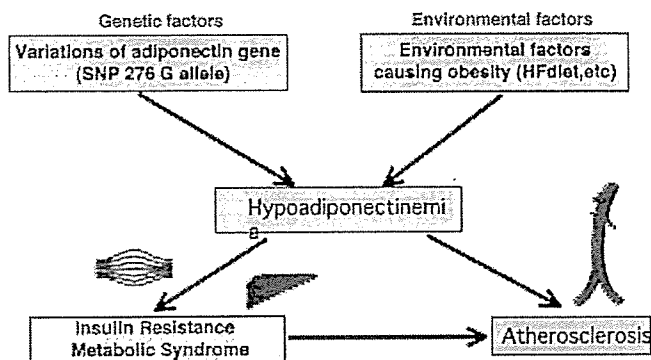 Genetic factors
Environmental factors
Variations of adiponectin gene
(SNP 276 G allele)
Environmental factors
causing obesity (HFdiet,etc)
Hypoadiponectinemi
a
Insulin Resistance
Metabolic Syndrome
Atherosclerosis